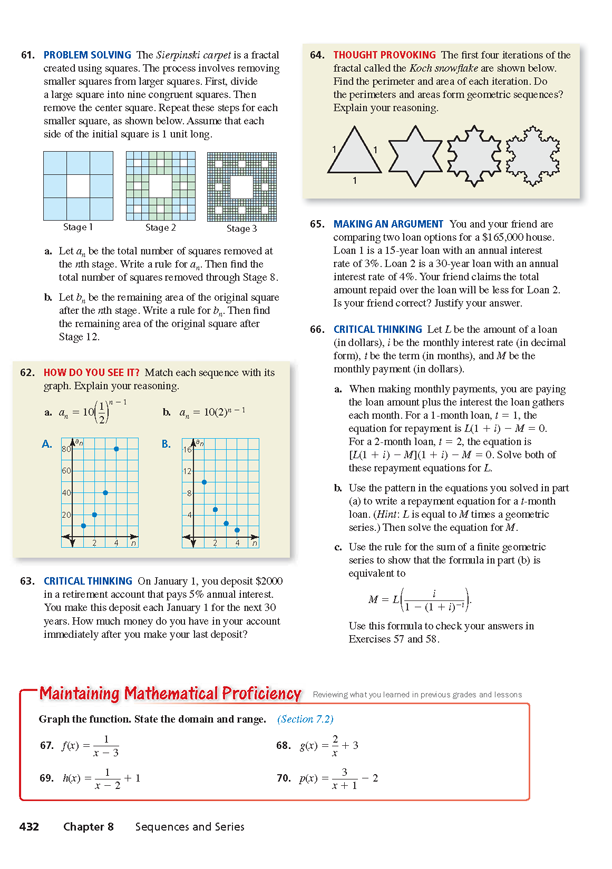 61. PROBLEM SOLVING The Sierpinski carpet is a fractal
created using squares. The process involves removing
smaller squares from larger squares. First, divide
a large square into nine congruent squares. Then
remove the center square. Repeat these steps for each
smaller square, as shown below. Assume that each
side of the initial square is 1 unit long.
Stage 1 Stage 2 Stage 3
a. Let aₙ be the total number of squares removed at
the nth stage. Write a rule for aₙ. Then find the
total number of squares removed through Stage 8.
b. Let bₙ be the remaining area of the original square
after the nth stage. Write a rule for bₙ. Then find
the remaining area of the original square after
Stage 12.
62. HOW DO YOU SEE IT? Match each sequence with its
graph. Explain your reasoning.
a. aₙ = 10(1/2)ⁿ⁻¹ b. aₙ = 10(2)ⁿ⁻¹
A. B.
80 aₙ 16 aₙ
60 12
40 8
20 4
2 4 n 2 4 n
63. CRITICAL THINKING On January 1, you deposit $2000
in a retirement account that pays 5% annual interest.
You make this deposit each January 1 for the next 30
years. How much money do you have in your account
immediately after you make your last deposit?
64. THOUGHT PROVOKING The first four iterations of the
fractal called the Koch snowflake are shown below.
Find the perimeter and area of each iteration. Do
the perimeters and areas form geometric sequences?
Explain your reasoning.
1 1
1
65. MAKING AN ARGUMENT You and your friend are
comparing two loan options for a $165,000 house.
Loan 1 is a 15-year loan with an annual interest
rate of 3%. Loan 2 is a 30-year loan with an annual
interest rate of 4%. Your friend claims the total
amount repaid over the loan will be less for Loan 2.
Is your friend correct? Justify your answer.
66. CRITICAL THINKING Let L be the amount of a loan
(in dollars), i be the monthly interest rate (in decimal
form), t be the term (in months), and M be the
monthly payment (in dollars).
a. When making monthly payments, you are paying
the loan amount plus the interest the loan gathers
each month. For a 1-month loan, t = 1, the
equation for repayment is L(1 + i) − M = 0.
For a 2-month loan, t = 2, the equation is
[L(1 + i) − M](1 + i) − M = 0. Solve both of
these repayment equations for L.
b. Use the pattern in the equations you solved in part
(a) to write a repayment equation for a t-month
loan. (Hint: L is equal to M times a geometric
series.) Then solve the equation for M.
c. Use the rule for the sum of a finite geometric
series to show that the formula in part (b) is
equivalent to
M = L(i / 1 − (1 + i)⁻ᵗ).
Use this formula to check your answers in
Exercises 57 and 58.
Maintaining Mathematical Proficiency Reviewing what you learned in previous grades and lessons
Graph the function. State the domain and range. (Section 7.2)
67. f(x) = 1 / x − 3 68. g(x) = 2 / x + 3
69. h(x) = 1 / x − 2 + 1 70. p(x) = 3 / x + 1 − 2
432 Chapter 8 Sequences and Series